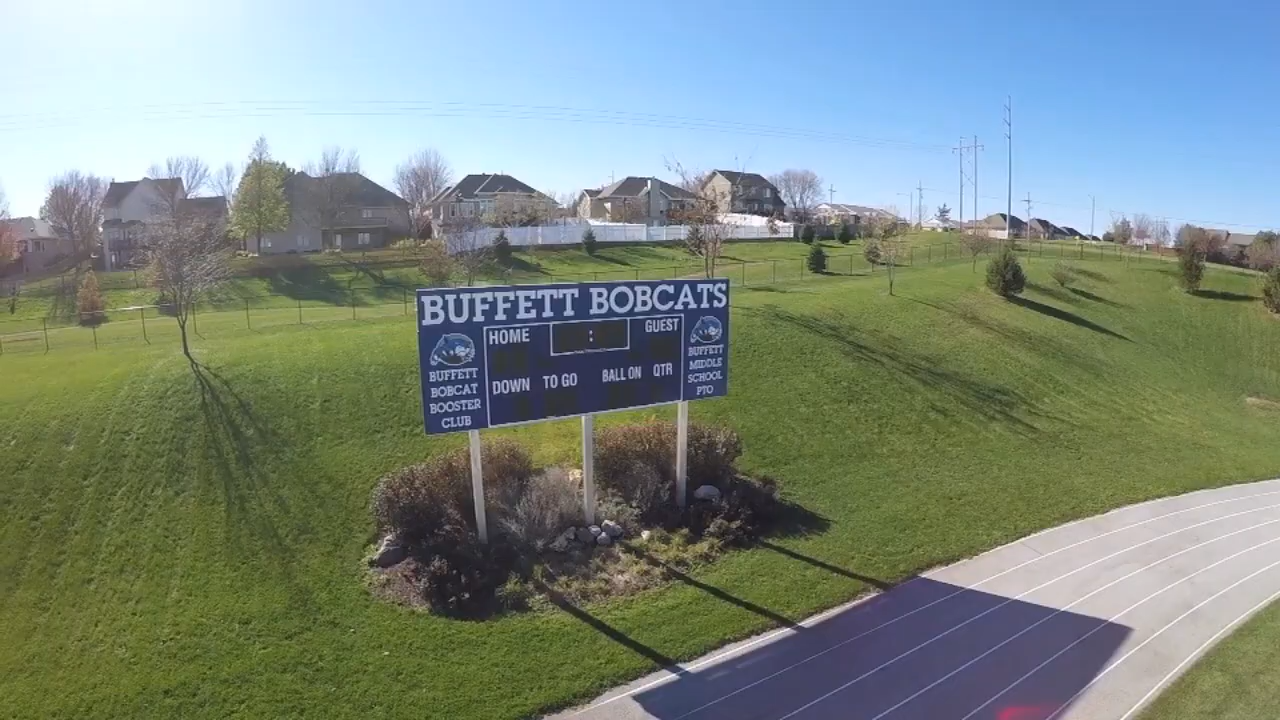 BUFFETT BOBCATS
HOME
:
GUEST
DOWN TO GO BALL ON QTR
BUFFETT
BOBCAT
BOOSTER
CLUB
BUFFETT
MIDDLE
SCHOOL
PTO